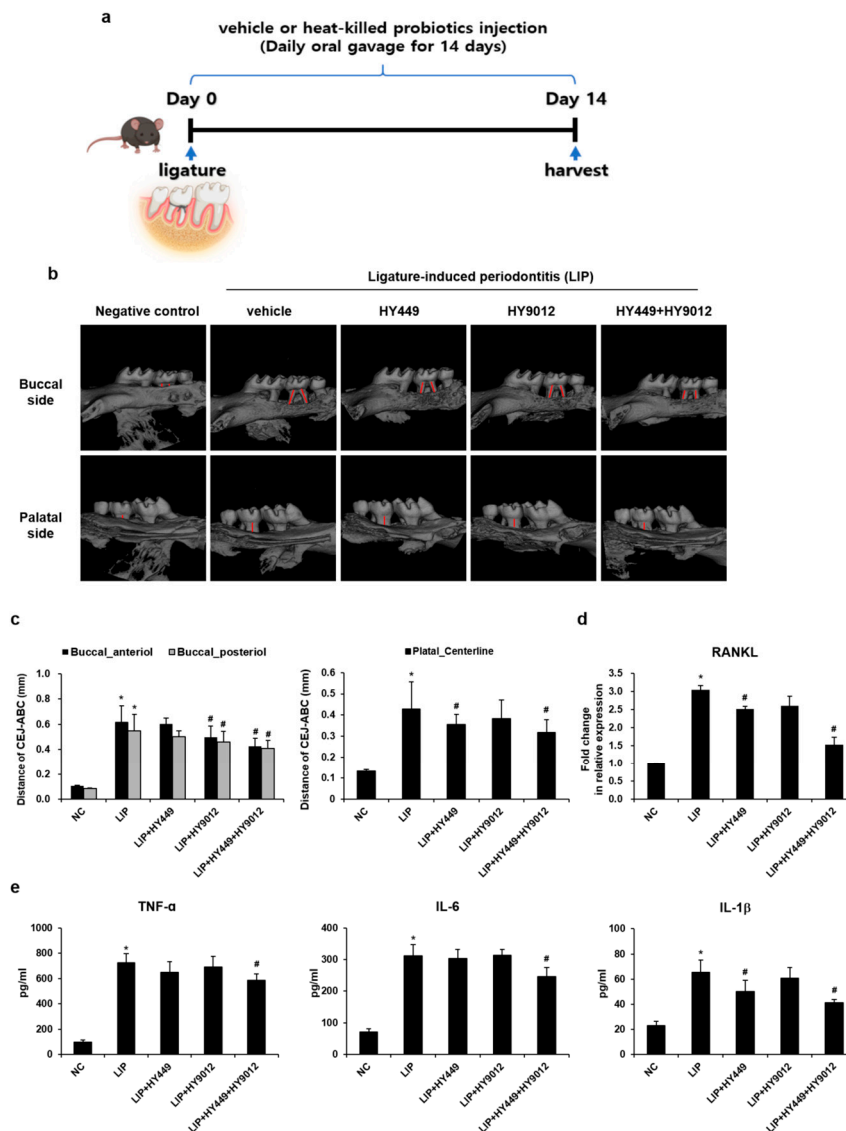 a
vehicle or heat-killed probiotics injection
(Daily oral gavage for 14 days)
Day 0
Day 14
ligature
harvest
b
Ligature-induced periodontitis (LIP)
Negative control
vehicle
HY449
HY9012
HY449+HY9012
Buccal
side
Palatal
side
c
Buccal_anteriol
Buccal_posteriol
Distance of CEJ-ABC (mm)
1.0
0.8
0.6
0.4
0.2
0.0
*
*
# #
# #
NC
LIP
LIP+HY449
LIP+HY9012
LIP+HY449+HY9012
Platal_Centerline
Distance of CEJ-ABC (mm)
0.6
0.5
0.4
0.3
0.2
0.1
0
*
#
#
NC
LIP
LIP+HY449
LIP+HY9012
LIP+HY449+HY9012
d
RANKL
Fold change
in relative expression
3.5
3.0
2.5
2.0
1.5
1.0
0.0
*
#
#
NC
LIP
LIP+HY449
LIP+HY9012
LIP+HY449+HY9012
e
TNF-α
pg/ml
1000
800
600
400
200
0
*
#
NC
LIP
LIP+HY449
LIP+HY9012
LIP+HY449+HY9012
IL-6
pg/ml
400
300
200
100
0
*
#
NC
LIP
LIP+HY449
LIP+HY9012
LIP+HY449+HY9012
IL-1β
pg/ml
80
60
40
20
0
*
#
#
NC
LIP
LIP+HY449
LIP+HY9012
LIP+HY449+HY9012